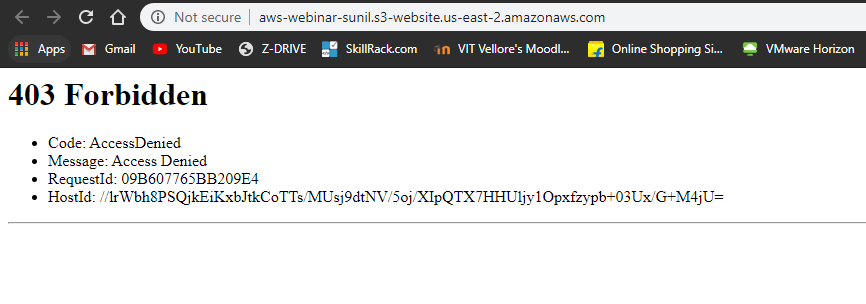 Not secure | aws-webinar-sunil.s3-website.us-east-2.amazonaws.com
Apps Gmail YouTube Z-DRIVE SkillRack.com VIT Vellore's Moodl... Online Shopping Si... VMware Horizon
403 Forbidden
• Code: AccessDenied
• Message: Access Denied
• RequestId: 09B607765BB209E4
• HostId: //lrWbh8PSQjkEiKxbJtkCoTTs/MUsj9dtNV/5oj/XIpQTX7HHUljy1Opxfzypb+03Ux/G+M4jU=